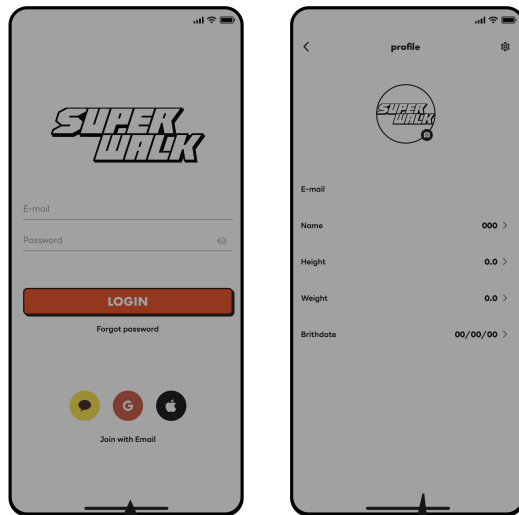 SUPER
WALK
E-mail
Password
LOGIN
Forgot password
G
Join with Email
profile
SUPER
WALK
E-mail
Name 000 >
Height 0.0 >
Weight 0.0 >
Brithdate 00/00/00 >